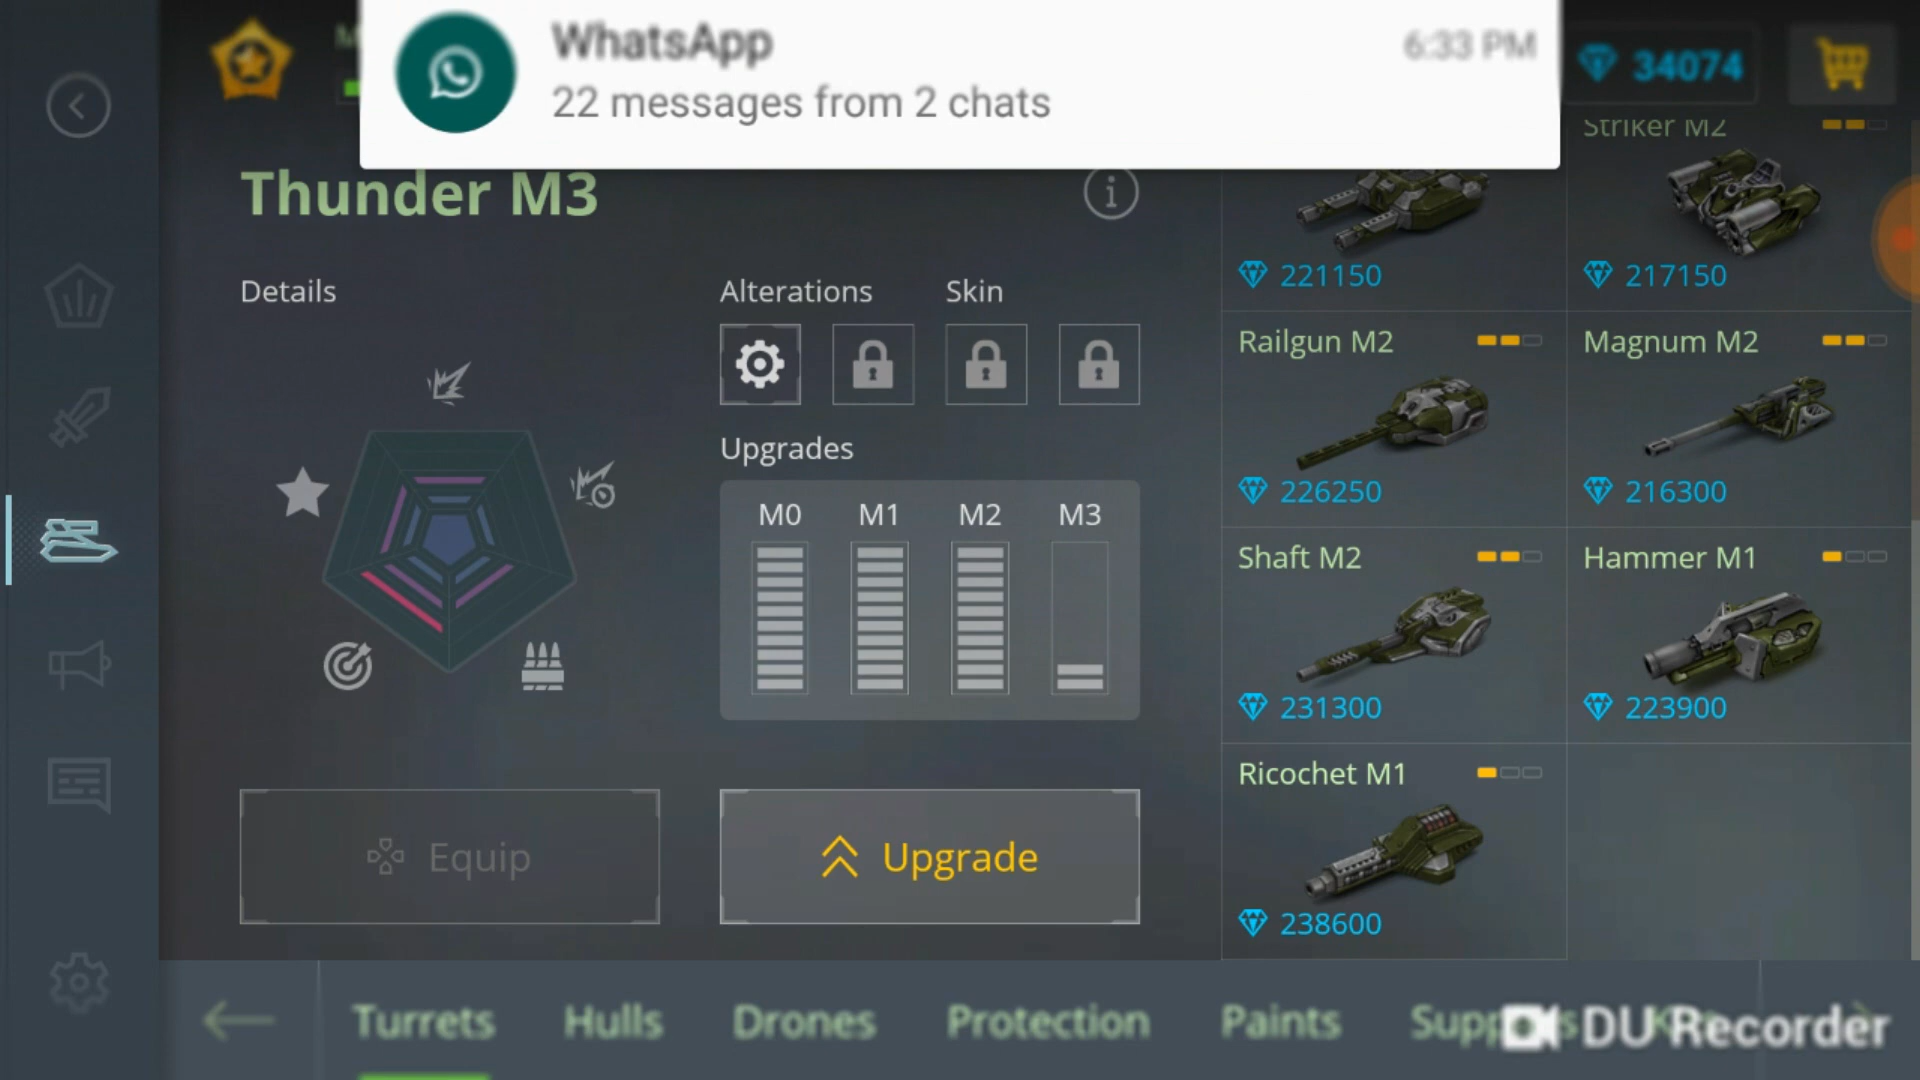 WhatsApp
6:33 PM
22 messages from 2 chats
34074
Thunder M3
Details
Alterations
Skin
Upgrades
M0
M1
M2
M3
Equip
Upgrade
Striker M2
221150
217150
Railgun M2
Magnum M2
226250
216300
Shaft M2
Hammer M1
231300
223900
Ricochet M1
238600
Turrets
Hulls
Drones
Protection
Paints
DU Recorder